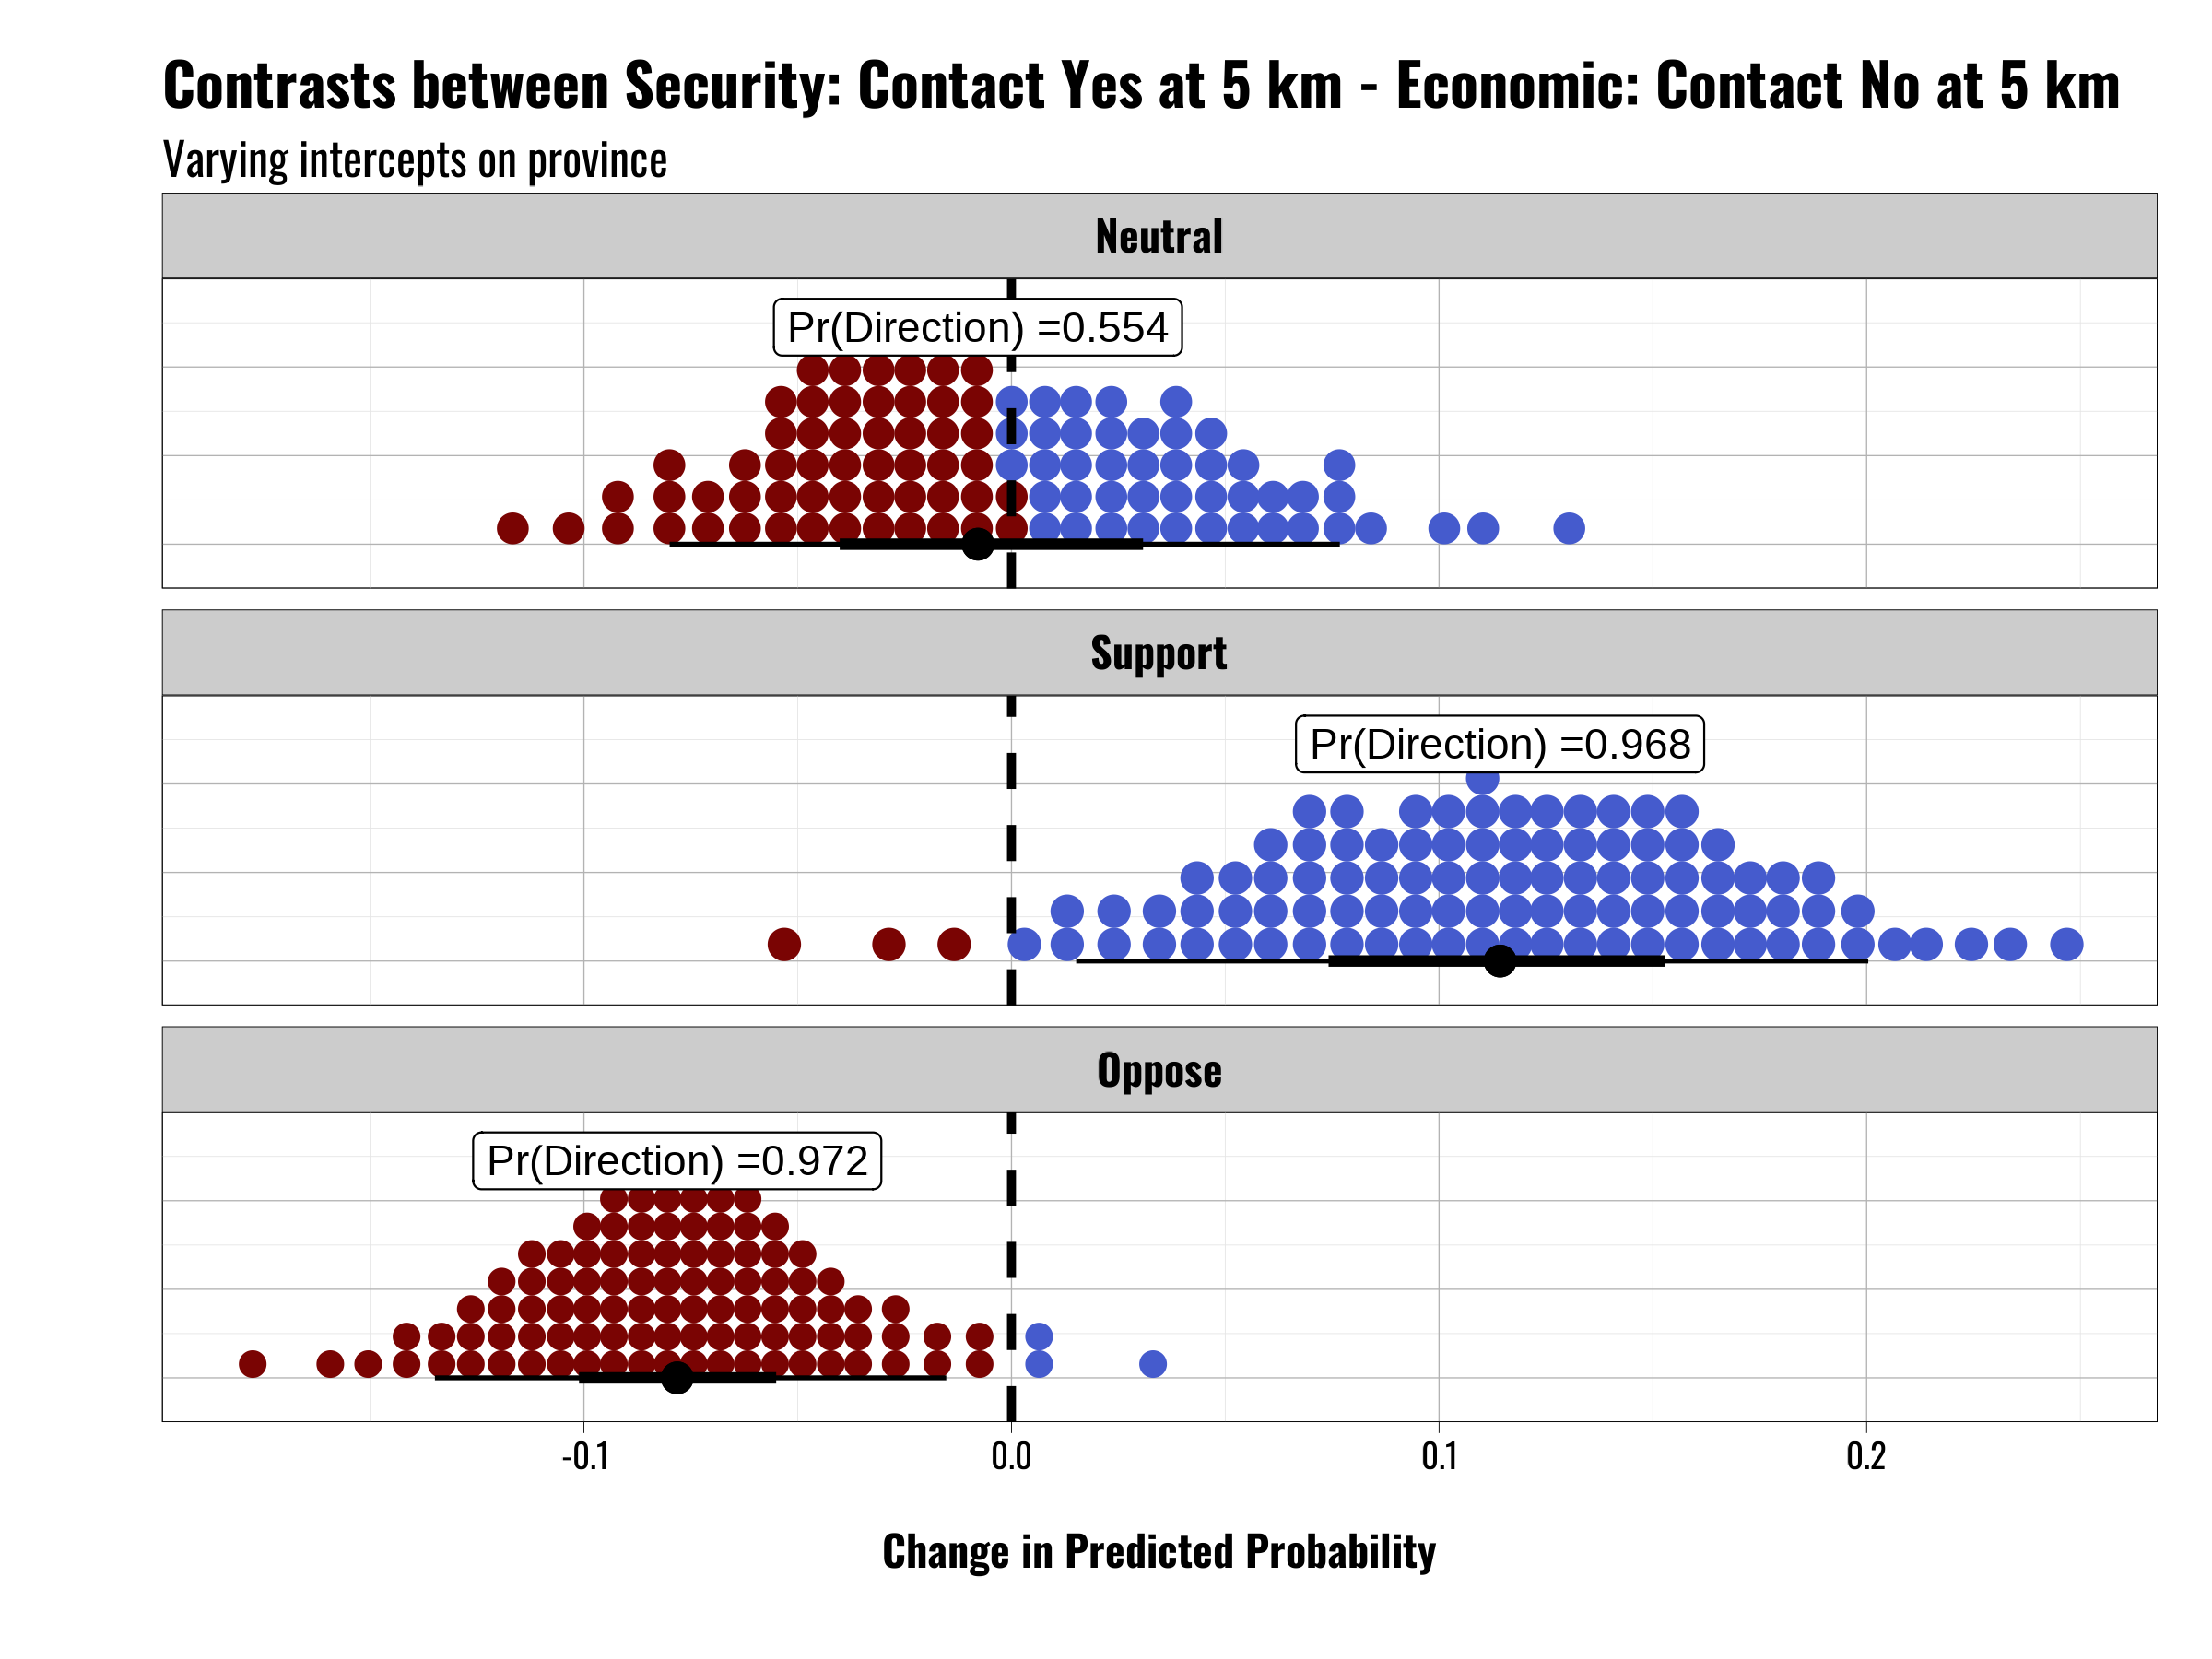 Contrasts between Security: Contact Yes at 5 km - Economic: Contact No at 5 km
Varying intercepts on province
Neutral
Pr(Direction) =0.554
Support
Pr(Direction) =0.968
Oppose
Pr(Direction) =0.972
-0.1 0.0 0.1 0.2
Change in Predicted Probability